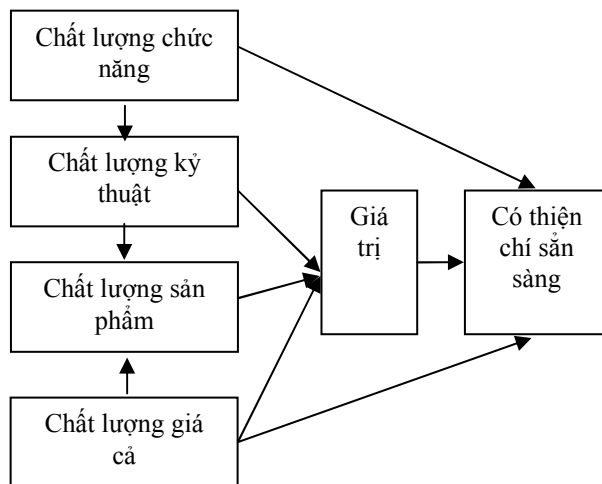 Chất lượng chức
năng
Chất lượng kỷ
thuật
Chất lượng sản
phẩm
Chất lượng giá
cả
Giá
trị
Có thiện
chí sẳn
sàng